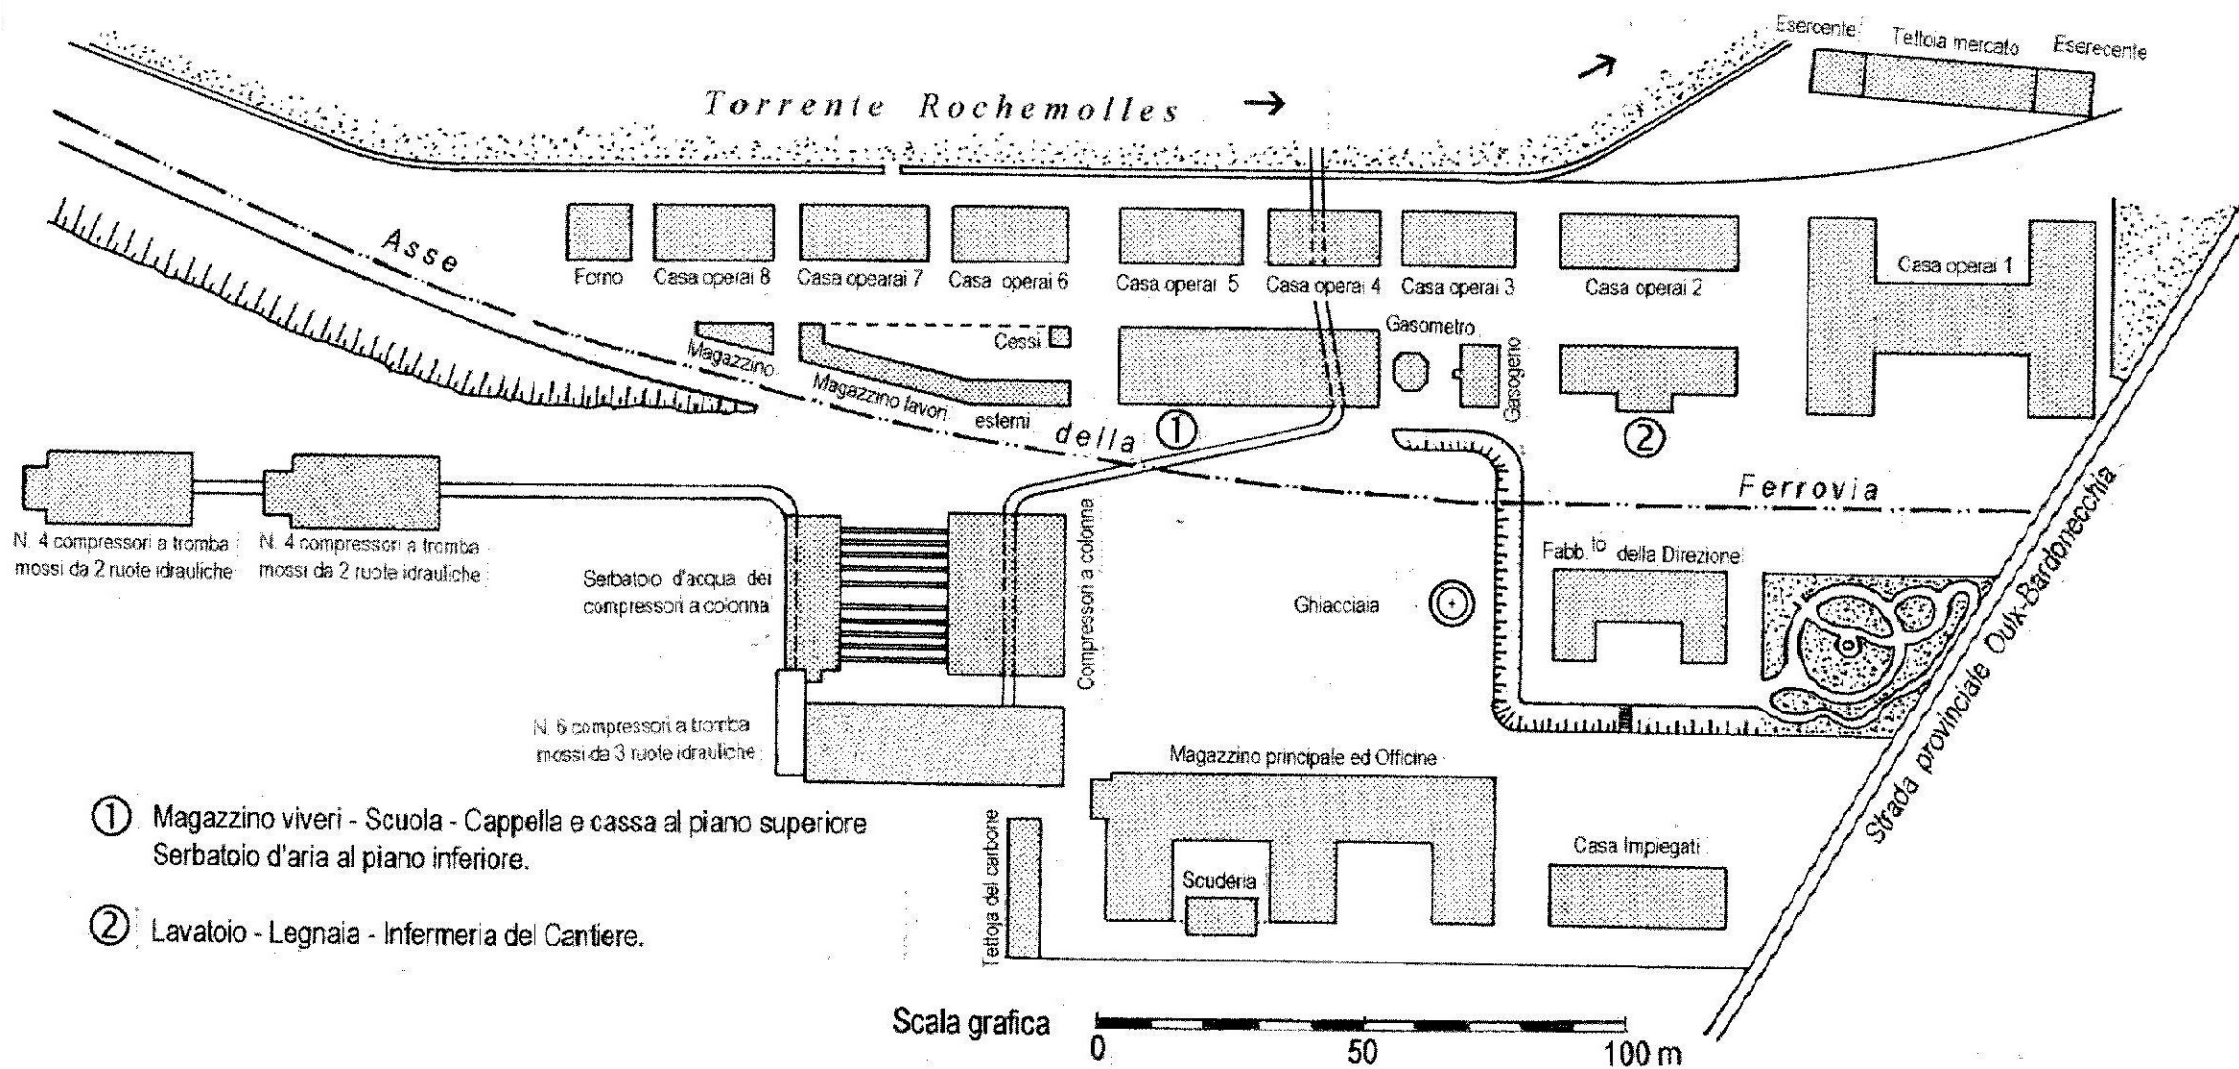 Esercente
Tettoia mercato
Eserecente
Torrente Rochemolles
Asse
Forno
Casa operai 8
Casa opearai 7
Casa operai 6
Casa operai 5
Casa operai 4
Casa operai 3
Casa operai 2
Casa operai 1
Magazzino
Magazzino lavori
esterni
Cessi
Gasometro
Gasogeno
della
1
2
Ferrovia
N. 4 compressori a tromba
mossi da 2 ruote idrauliche
N. 4 compressori a tromba
mossi da 2 ruote idrauliche
Serbatoio d'acqua dei
compressori a colonna
Compressori a colonna
Ghiacciaia
Fabb.to della Direzione
Strada provinciale Oulx-Bardonecchia
N. 6 compressori a tromba
mossi da 3 ruote idrauliche
Magazzino principale ed Officine
Tettoja del carbone
Scuderia
Casa Impiegati
1 Magazzino viveri - Scuola - Cappella e cassa al piano superiore
Serbatoio d'aria al piano inferiore.
2 Lavatoio - Legnaia - Infermeria del Cantiere.
Scala grafica
0 50 100 m